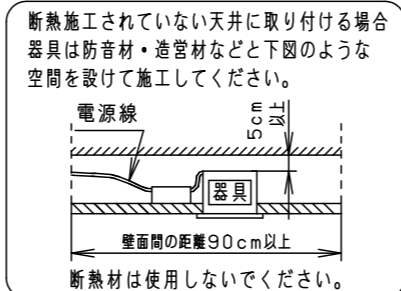 断熱施工されていない天井に取り付ける場合
器具は防音材・造営材などと下図のような
空間を設けて施工してください。
電源線
5cm
以上
器具
壁面間の距離90cm以上
断熱材は使用しないでください。